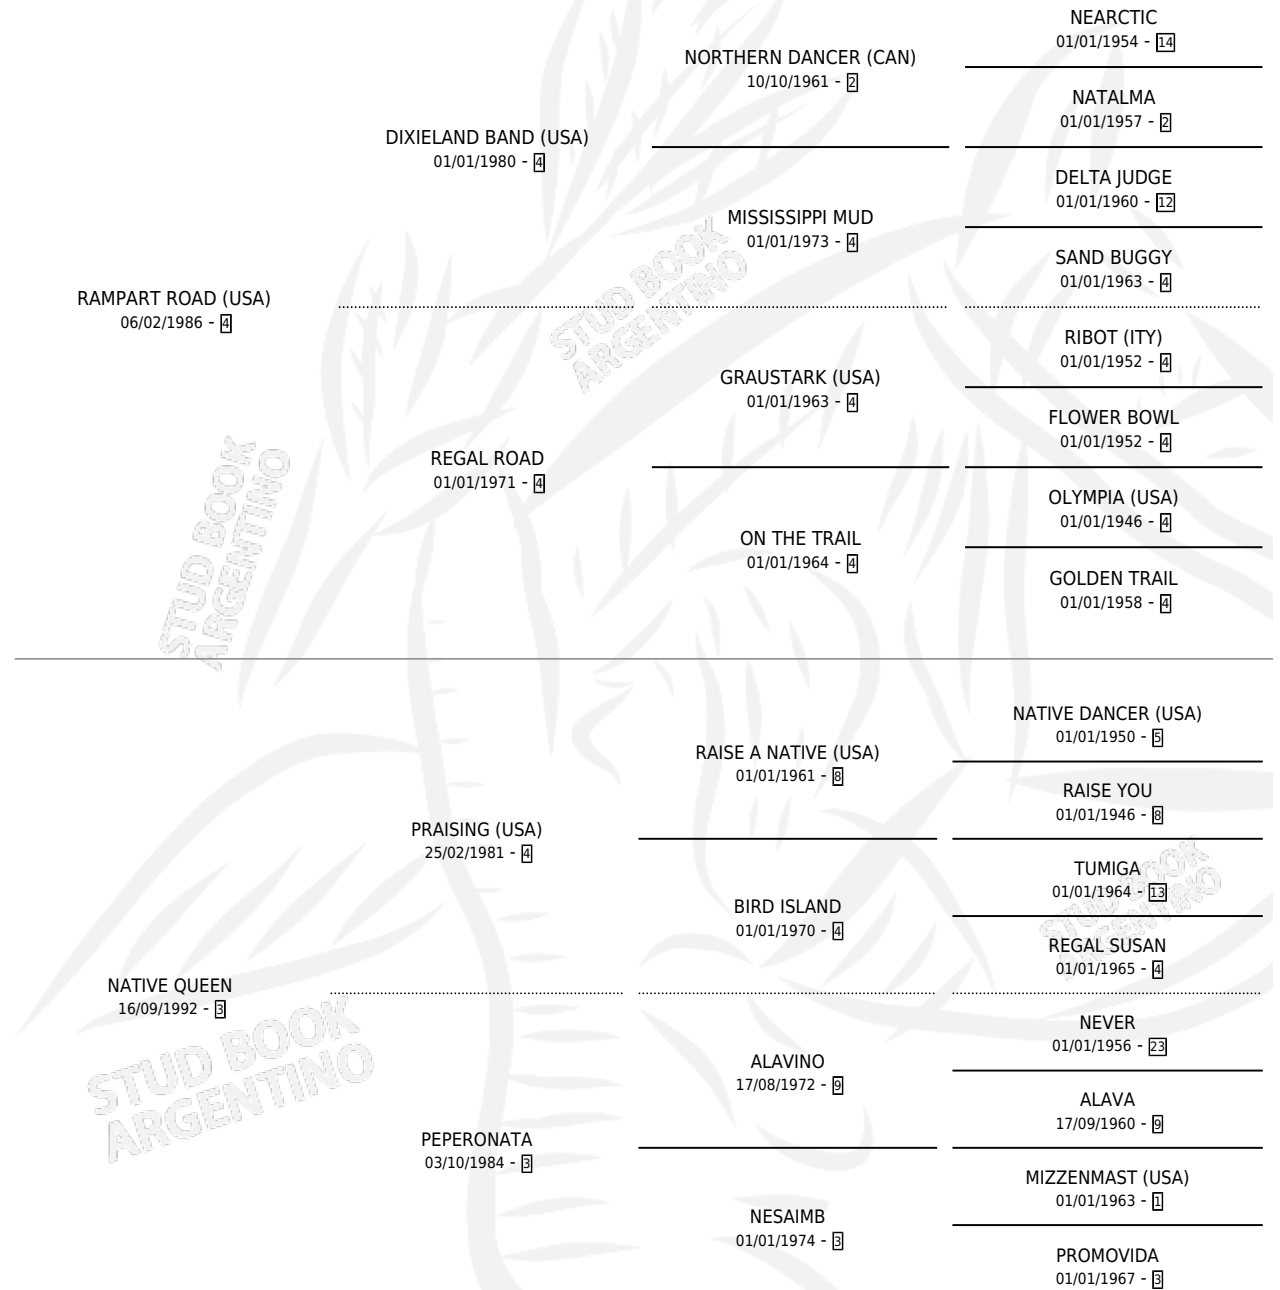 NEARCTIC
01/01/1954 - 14
NORTHERN DANCER (CAN)
10/10/1961 - 2
NATALMA
01/01/1957 - 2
DIXIELAND BAND (USA)
01/01/1980 - 4
DELTA JUDGE
01/01/1960 - 12
MISSISSIPPI MUD
01/01/1973 - 4
SAND BUGGY
01/01/1963 - 4
RAMPART ROAD (USA)
06/02/1986 - 4
STUD BOOK
ARGENTINO
RIBOT (ITY)
01/01/1952 - 4
GRAUSTARK (USA)
01/01/1963 - 4
FLOWER BOWL
01/01/1952 - 4
REGAL ROAD
01/01/1971 - 4
OLYMPIA (USA)
01/01/1946 - 4
ON THE TRAIL
01/01/1964 - 4
GOLDEN TRAIL
01/01/1958 - 4
STUD BOOK
ARGENTINO
NATIVE DANCER (USA)
01/01/1950 - 5
RAISE A NATIVE (USA)
01/01/1961 - 8
RAISE YOU
01/01/1946 - 8
PRAISING (USA)
25/02/1981 - 4
TUMIGA
01/01/1964 - 13
BIRD ISLAND
01/01/1970 - 4
REGAL SUSAN
01/01/1965 - 4
STUD BOOK
ARGENTINO
NATIVE QUEEN
16/09/1992 - 3
NEVER
01/01/1956 - 23
ALAVINO
17/08/1972 - 9
ALAVA
17/09/1960 - 9
STUD BOOK
ARGENTINO
PEPERONATA
03/10/1984 - 3
MIZZENMAST (USA)
01/01/1963 - 1
NESAIMB
01/01/1974 - 3
PROMOVIDA
01/01/1967 - 3